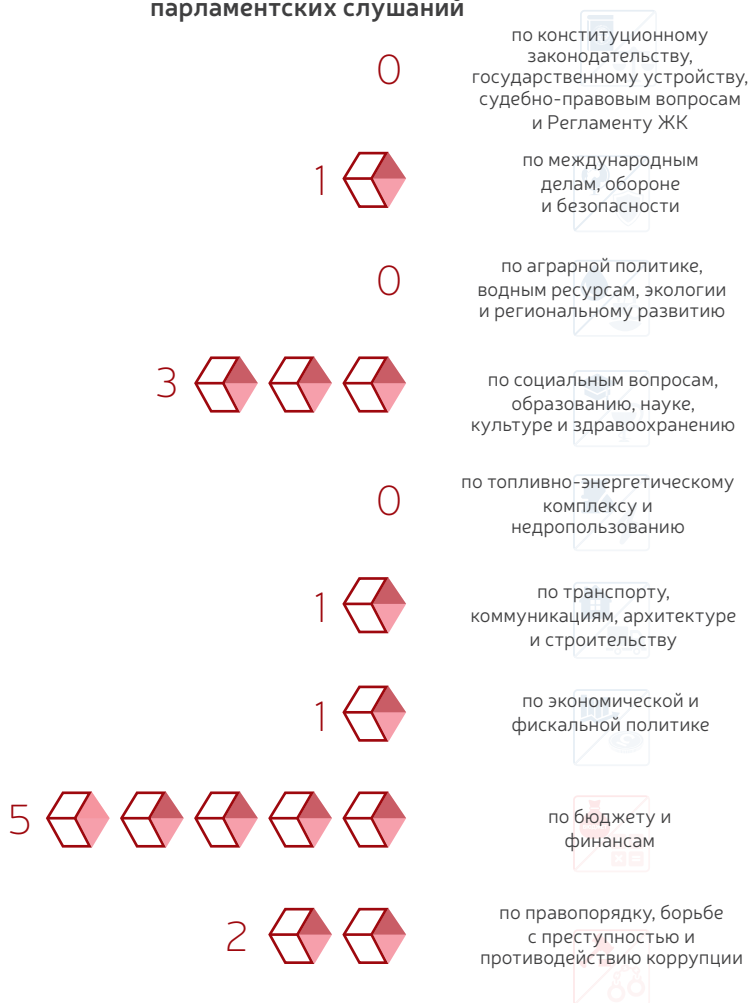 парламентских слушаний
0
по конституционному
законодательству,
государственному устройству,
судебно-правовым вопросам
и Регламенту ЖК
1
по международным
делам, обороне
и безопасности
0
по аграрной политике,
водным ресурсам, экологии
и региональному развитию
3
по социальным вопросам,
образованию, науке,
культуре и здравоохранению
0
по топливно-энергетическому
комплексу и
недропользованию
1
по транспорту,
коммуникациям, архитектуре
и строительству
1
по экономической и
фискальной политике
5
по бюджету и
финансам
2
по правопорядку, борьбе
с преступностью и
противодействию коррупции